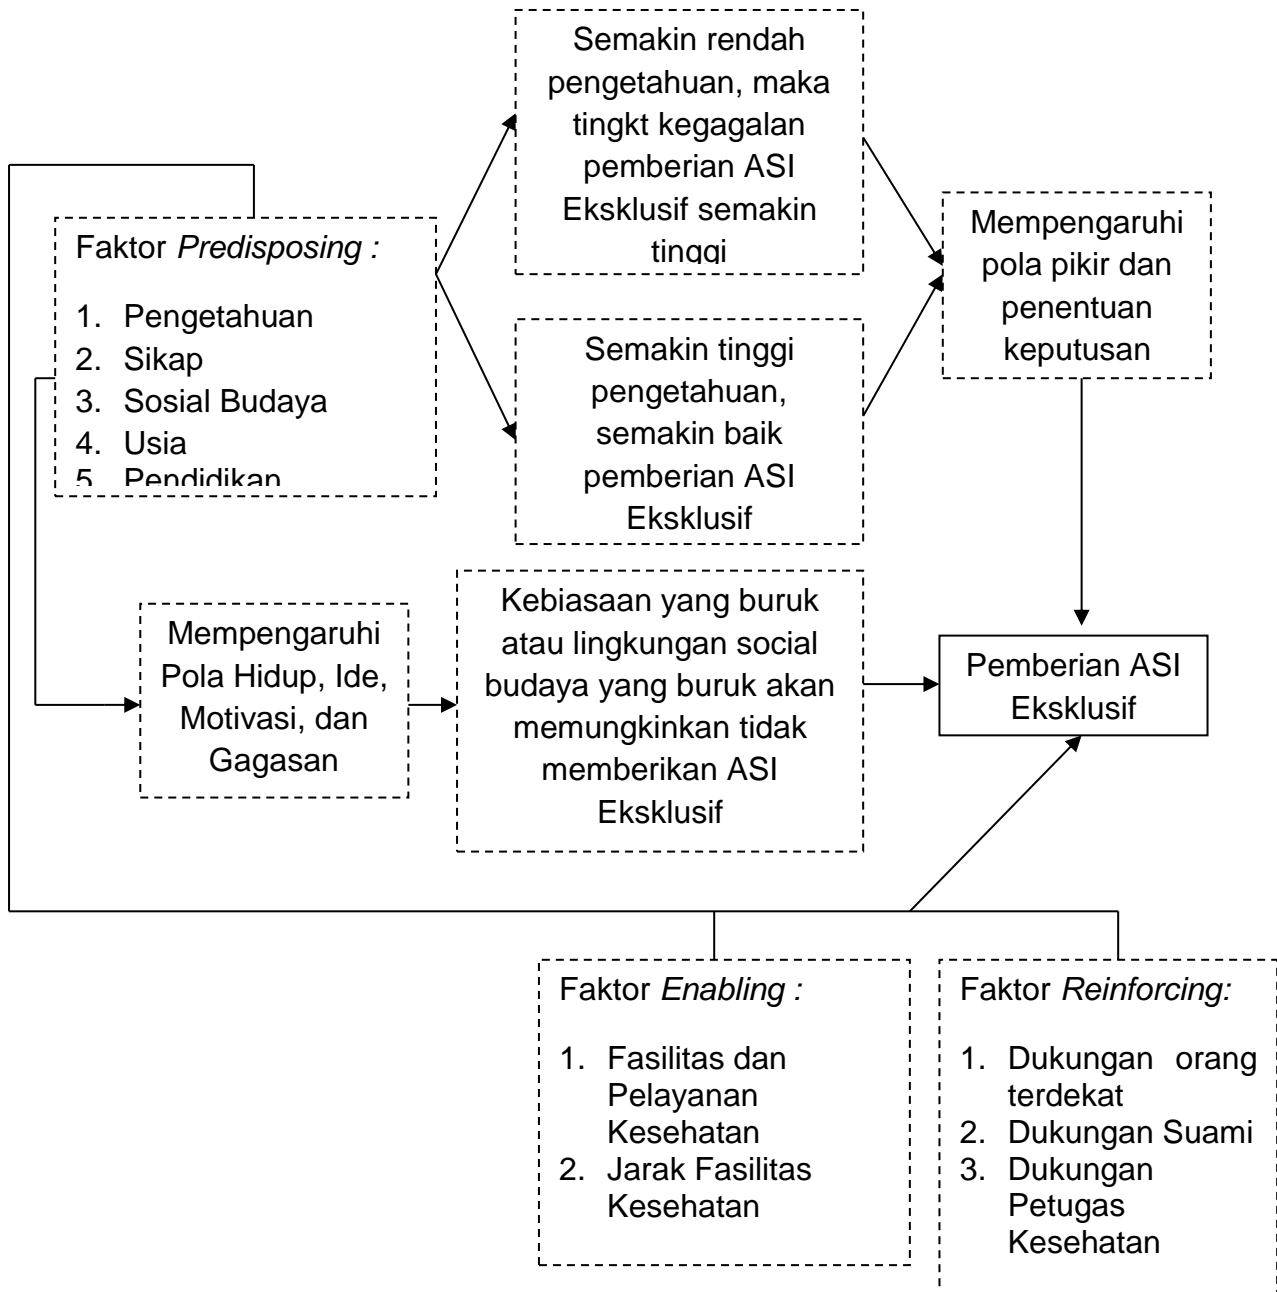 Semakin rendah
pengetahuan, maka
tingkt kegagalan
pemberian ASI
Eksklusif semakin
tinggi
Faktor Predisposing :
1. Pengetahuan
2. Sikap
3. Sosial Budaya
4. Usia
5. Pendidikan
Semakin tinggi
pengetahuan,
semakin baik
pemberian ASI
Eksklusif
Mempengaruhi
pola pikir dan
penentuan
keputusan
Mempengaruhi
Pola Hidup, Ide,
Motivasi, dan
Gagasan
Kebiasaan yang buruk
atau lingkungan social
budaya yang buruk akan
memungkinkan tidak
memberikan ASI
Eksklusif
Pemberian ASI
Eksklusif
Faktor Enabling :
1. Fasilitas dan
Pelayanan
Kesehatan
2. Jarak Fasilitas
Kesehatan
Faktor Reinforcing:
1. Dukungan orang
terdekat
2. Dukungan Suami
3. Dukungan
Petugas
Kesehatan